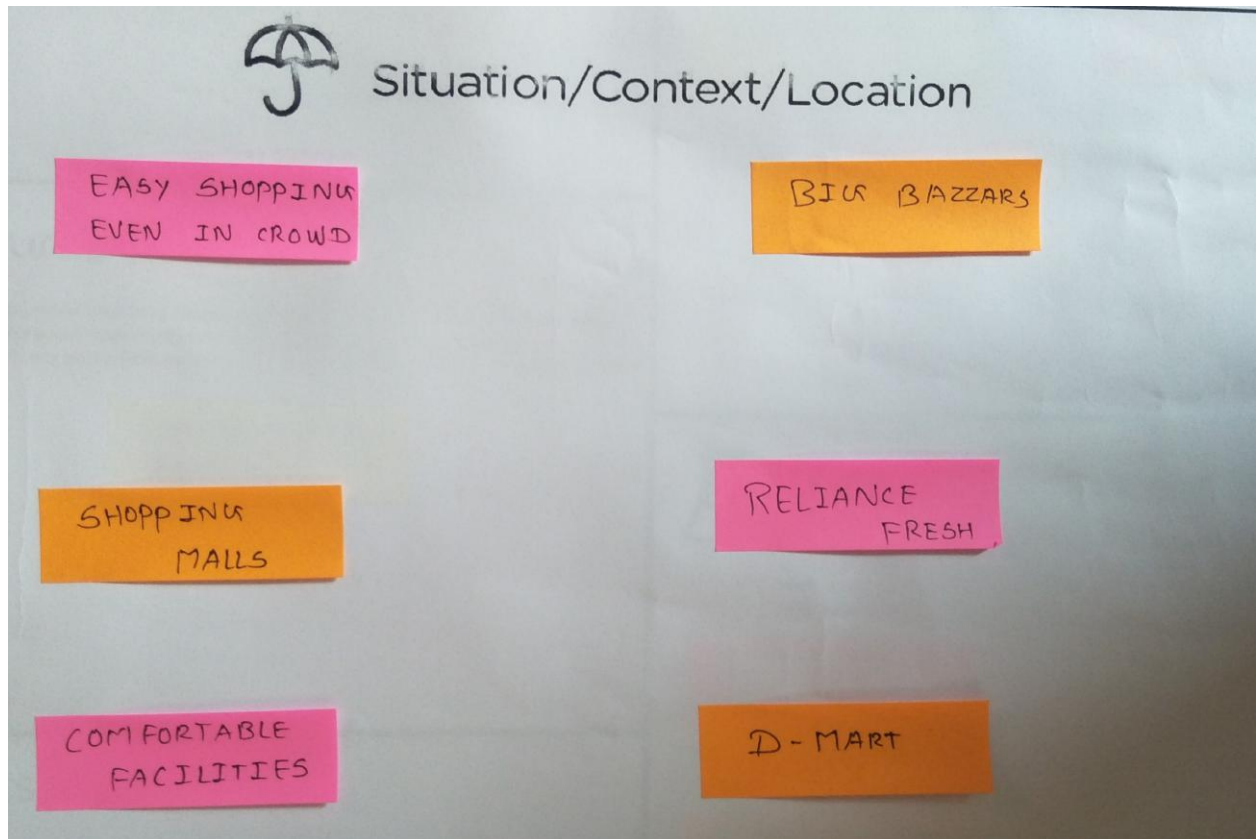 Situation/Context/Location
EASY SHOPPING
EVEN IN CROWD
BIG BAZZARS
SHOPPING
MALLS
RELIANCE
FRESH
COMFORTABLE
FACILITIES
D-MART